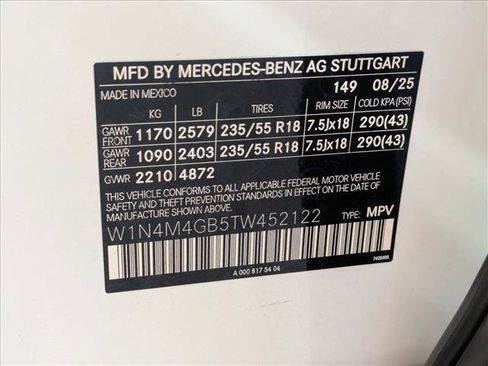 MFD BY MERCEDES-BENZ AG STUTTGART
MADE IN MEXICO 149 08/25
KG LB TIRES RIM SIZE COLD KPA (PSI)
GAWR FRONT 1170 2579 235/55 R18 7.5Jx18 290(43)
GAWR REAR 1090 2403 235/55 R18 7.5Jx18 290(43)
GVWR 2210 4872
THIS VEHICLE CONFORMS TO ALL APPLICABLE FEDERAL MOTOR VEHICLE
SAFETY AND THEFT PREVENTION STANDARDS IN EFFECT ON THE DATE OF
MANUFACTURE SHOWN ABOVE.
W1N4M4GB5TW452122 TYPE: MPV
A 000 817 54 04